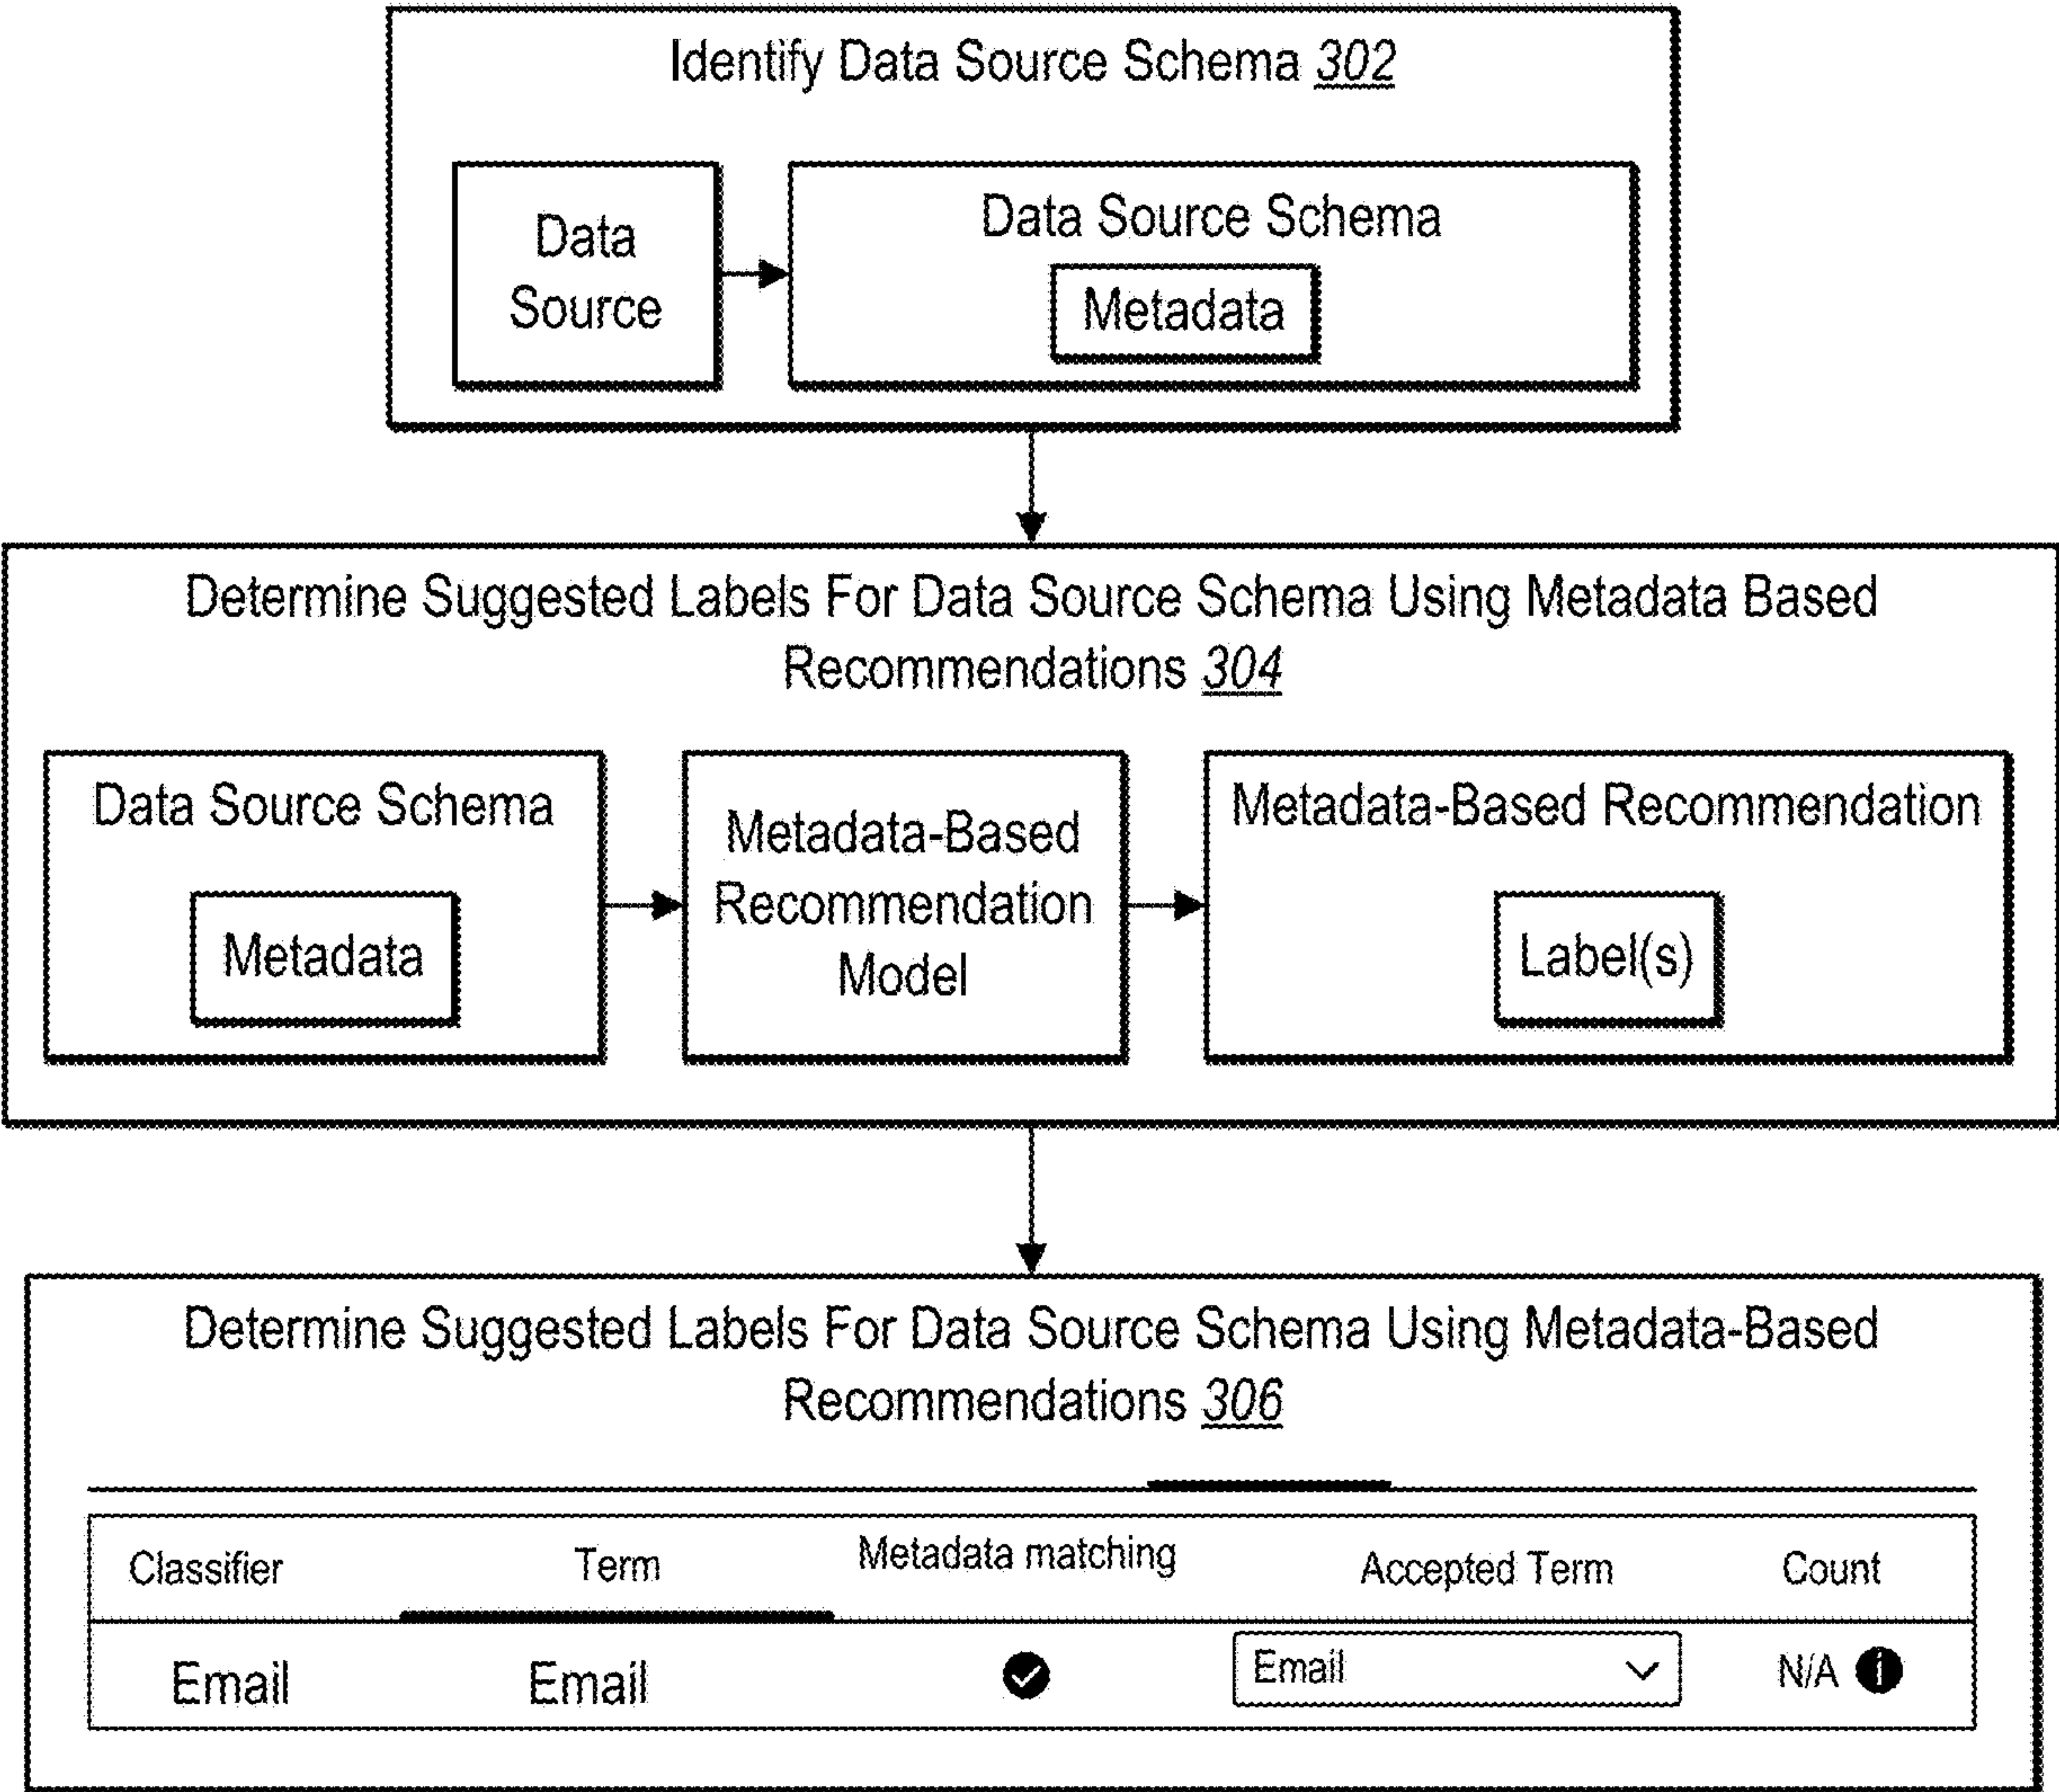 Identify Data Source Schema 302
Data
Source
Data Source Schema
Metadata
Determine Suggested Labels For Data Source Schema Using Metadata Based
Recommendations 304
Data Source Schema
Metadata
Metadata-Based
Recommendation
Model
Metadata-Based Recommendation
Label(s)
Determine Suggested Labels For Data Source Schema Using Metadata-Based
Recommendations 306
Classifier Term Metadata matching Accepted Term Count
Email Email Email N/A i